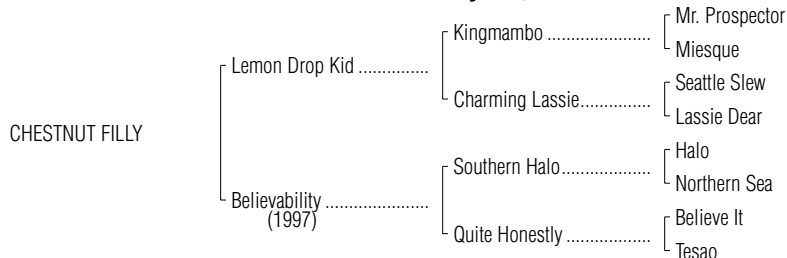 Mr. Prospector
Kingmambo .....................
Miesque
Lemon Drop Kid ..............
Seattle Slew
Charming Lassie..............
Lassie Dear
CHESTNUT FILLY
Halo
Southern Halo..................
Northern Sea
Believability .....................
(1997)
Believe It
Quite Honestly .................
Tesao